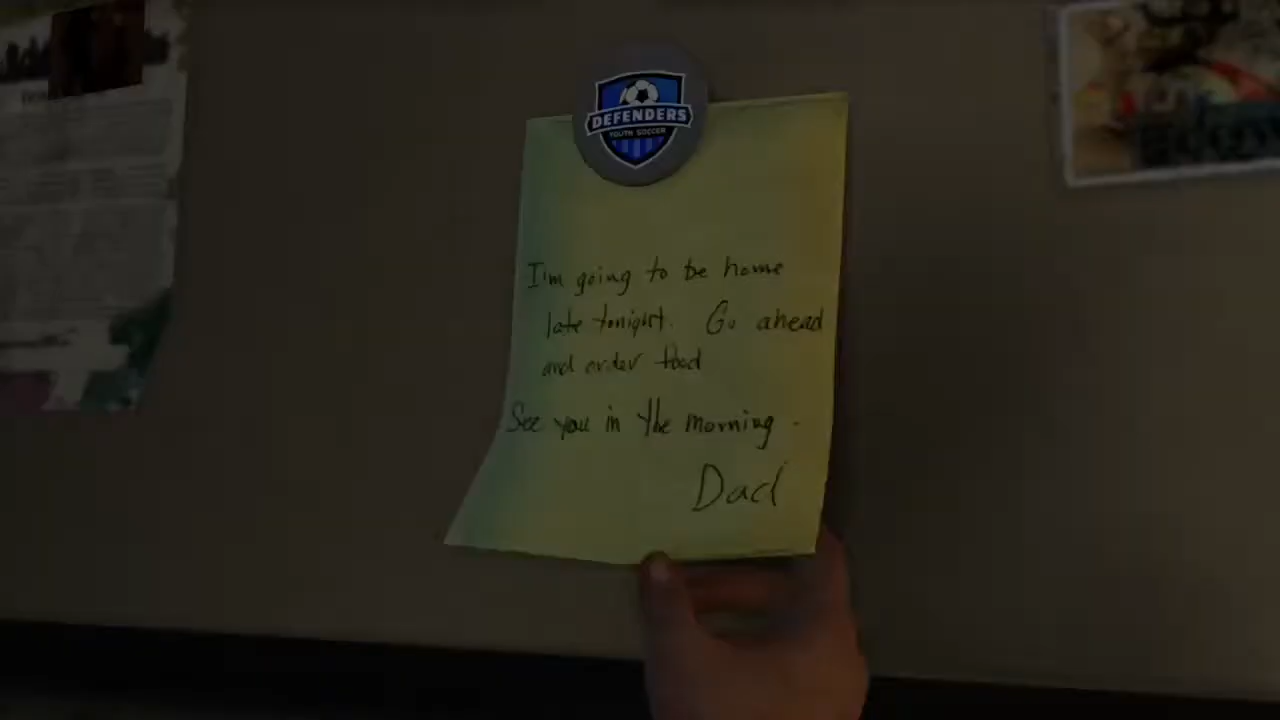 DEFENDERS
YOUTH SOCCER
I'm going to be home
late tonight. Go ahead
and order food
See you in the morning.
Dad